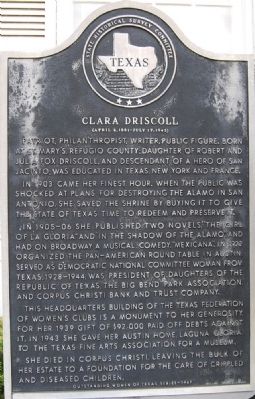 STATE HISTORICAL SURVEY COMMITTEE
TEXAS
CLARA DRISCOLL
(APRIL 2, 1881-JULY 17, 1945)
PATRIOT, PHILANTHROPIST, WRITER, PUBLIC FIGURE. BORN
AT ST. MARY'S, REFUGIO COUNTY, DAUGHTER OF ROBERT AND
JULIA FOX DRISCOLL, AND DESCENDANT OF A HERO OF SAN
JACINTO. WAS EDUCATED IN TEXAS, NEW YORK AND FRANCE.
IN 1903 CAME HER FINEST HOUR, WHEN THE PUBLIC WAS
SHOCKED AT PLANS FOR DESTROYING THE ALAMO IN SAN
ANTONIO. SHE SAVED THE SHRINE BY BUYING IT TO GIVE
THE STATE OF TEXAS TIME TO REDEEM AND PRESERVE IT.
IN 1905-06 SHE PUBLISHED TWO NOVELS, "THE GIRL
OF LA GLORIA" AND "IN THE SHADOW OF THE ALAMO," AND
HAD ON BROADWAY A MUSICAL COMEDY, "MEXICANA." IN
ORGANIZED THE PAN-AMERICAN ROUND TABLE IN AUSTIN.
SERVED AS DEMOCRATIC NATIONAL COMMITTEE WOMAN FROM
TEXAS 1928-1944. WAS PRESIDENT OF DAUGHTERS OF THE
REPUBLIC OF TEXAS, THE BIG BEND PARK ASSOCIATION,
AND CORPUS CHRISTI BANK AND TRUST COMPANY.
THIS HEADQUARTERS BUILDING OF THE TEXAS FEDERATION
OF WOMEN'S CLUBS IS A MONUMENT TO HER GENEROSITY,
FOR HER 1939 GIFT OF $92,000 PAID OFF DEBTS AGAINST
IT. IN 1943 SHE GAVE HER AUSTIN HOME, LAGUNA GLORIA,
TO THE TEXAS FINE ARTS ASSOCIATION FOR A MUSEUM.
SHE DIED IN CORPUS CHRISTI, LEAVING THE BULK OF
HER ESTATE TO A FOUNDATION FOR THE CARE OF CRIPPLED
AND DISEASED CHILDREN.
OUTSTANDING WOMEN OF TEXAS SERIES-1967